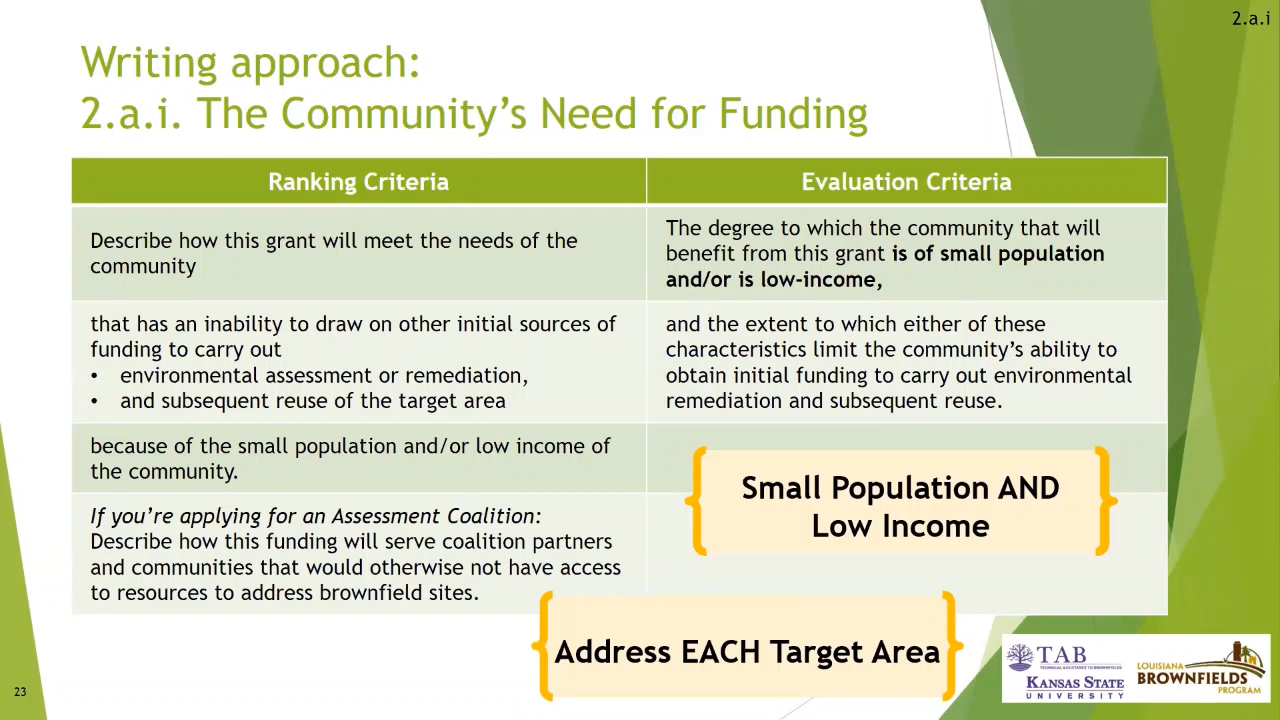 2.a.i
Writing approach:
2.a.i. The Community's Need for Funding
Ranking Criteria
Evaluation Criteria
Describe how this grant will meet the needs of the
community
The degree to which the community that will
benefit from this grant is of small population
and/or is low-income,
that has an inability to draw on other initial sources of
funding to carry out
• environmental assessment or remediation,
• and subsequent reuse of the target area
and the extent to which either of these
characteristics limit the community's ability to
obtain initial funding to carry out environmental
remediation and subsequent reuse.
because of the small population and/or low income of
the community.
If you're applying for an Assessment Coalition:
Describe how this funding will serve coalition partners
and communities that would otherwise not have access
to resources to address brownfield sites.
Small Population AND
Low Income
Address EACH Target Area
23
TAB
TECHNICAL ASSISTANCE TO BROWNFIELDS
KANSAS STATE
UNIVERSITY
LOUISIANA
BROWNFIELDS
PROGRAM